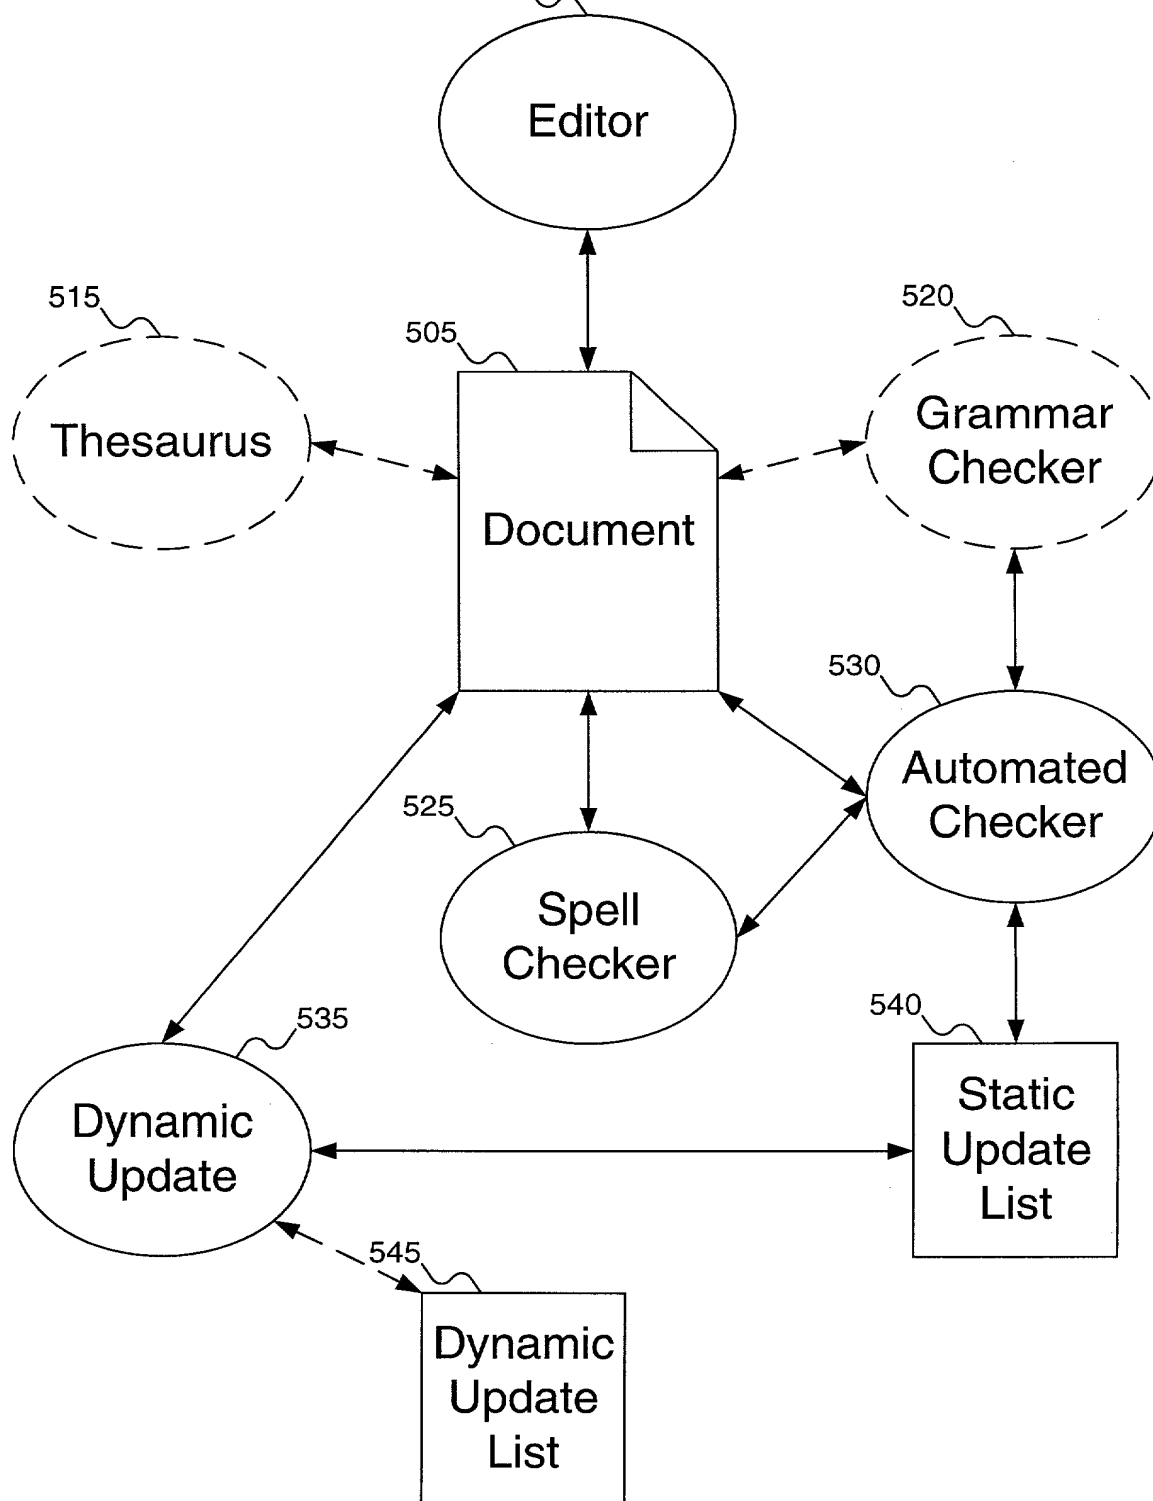 Editor
515
520
505
Thesaurus
Grammar
Checker
Document
530
Automated
Checker
525
Spell
Checker
535
540
Dynamic
Update
Static
Update
List
545
Dynamic
Update
List